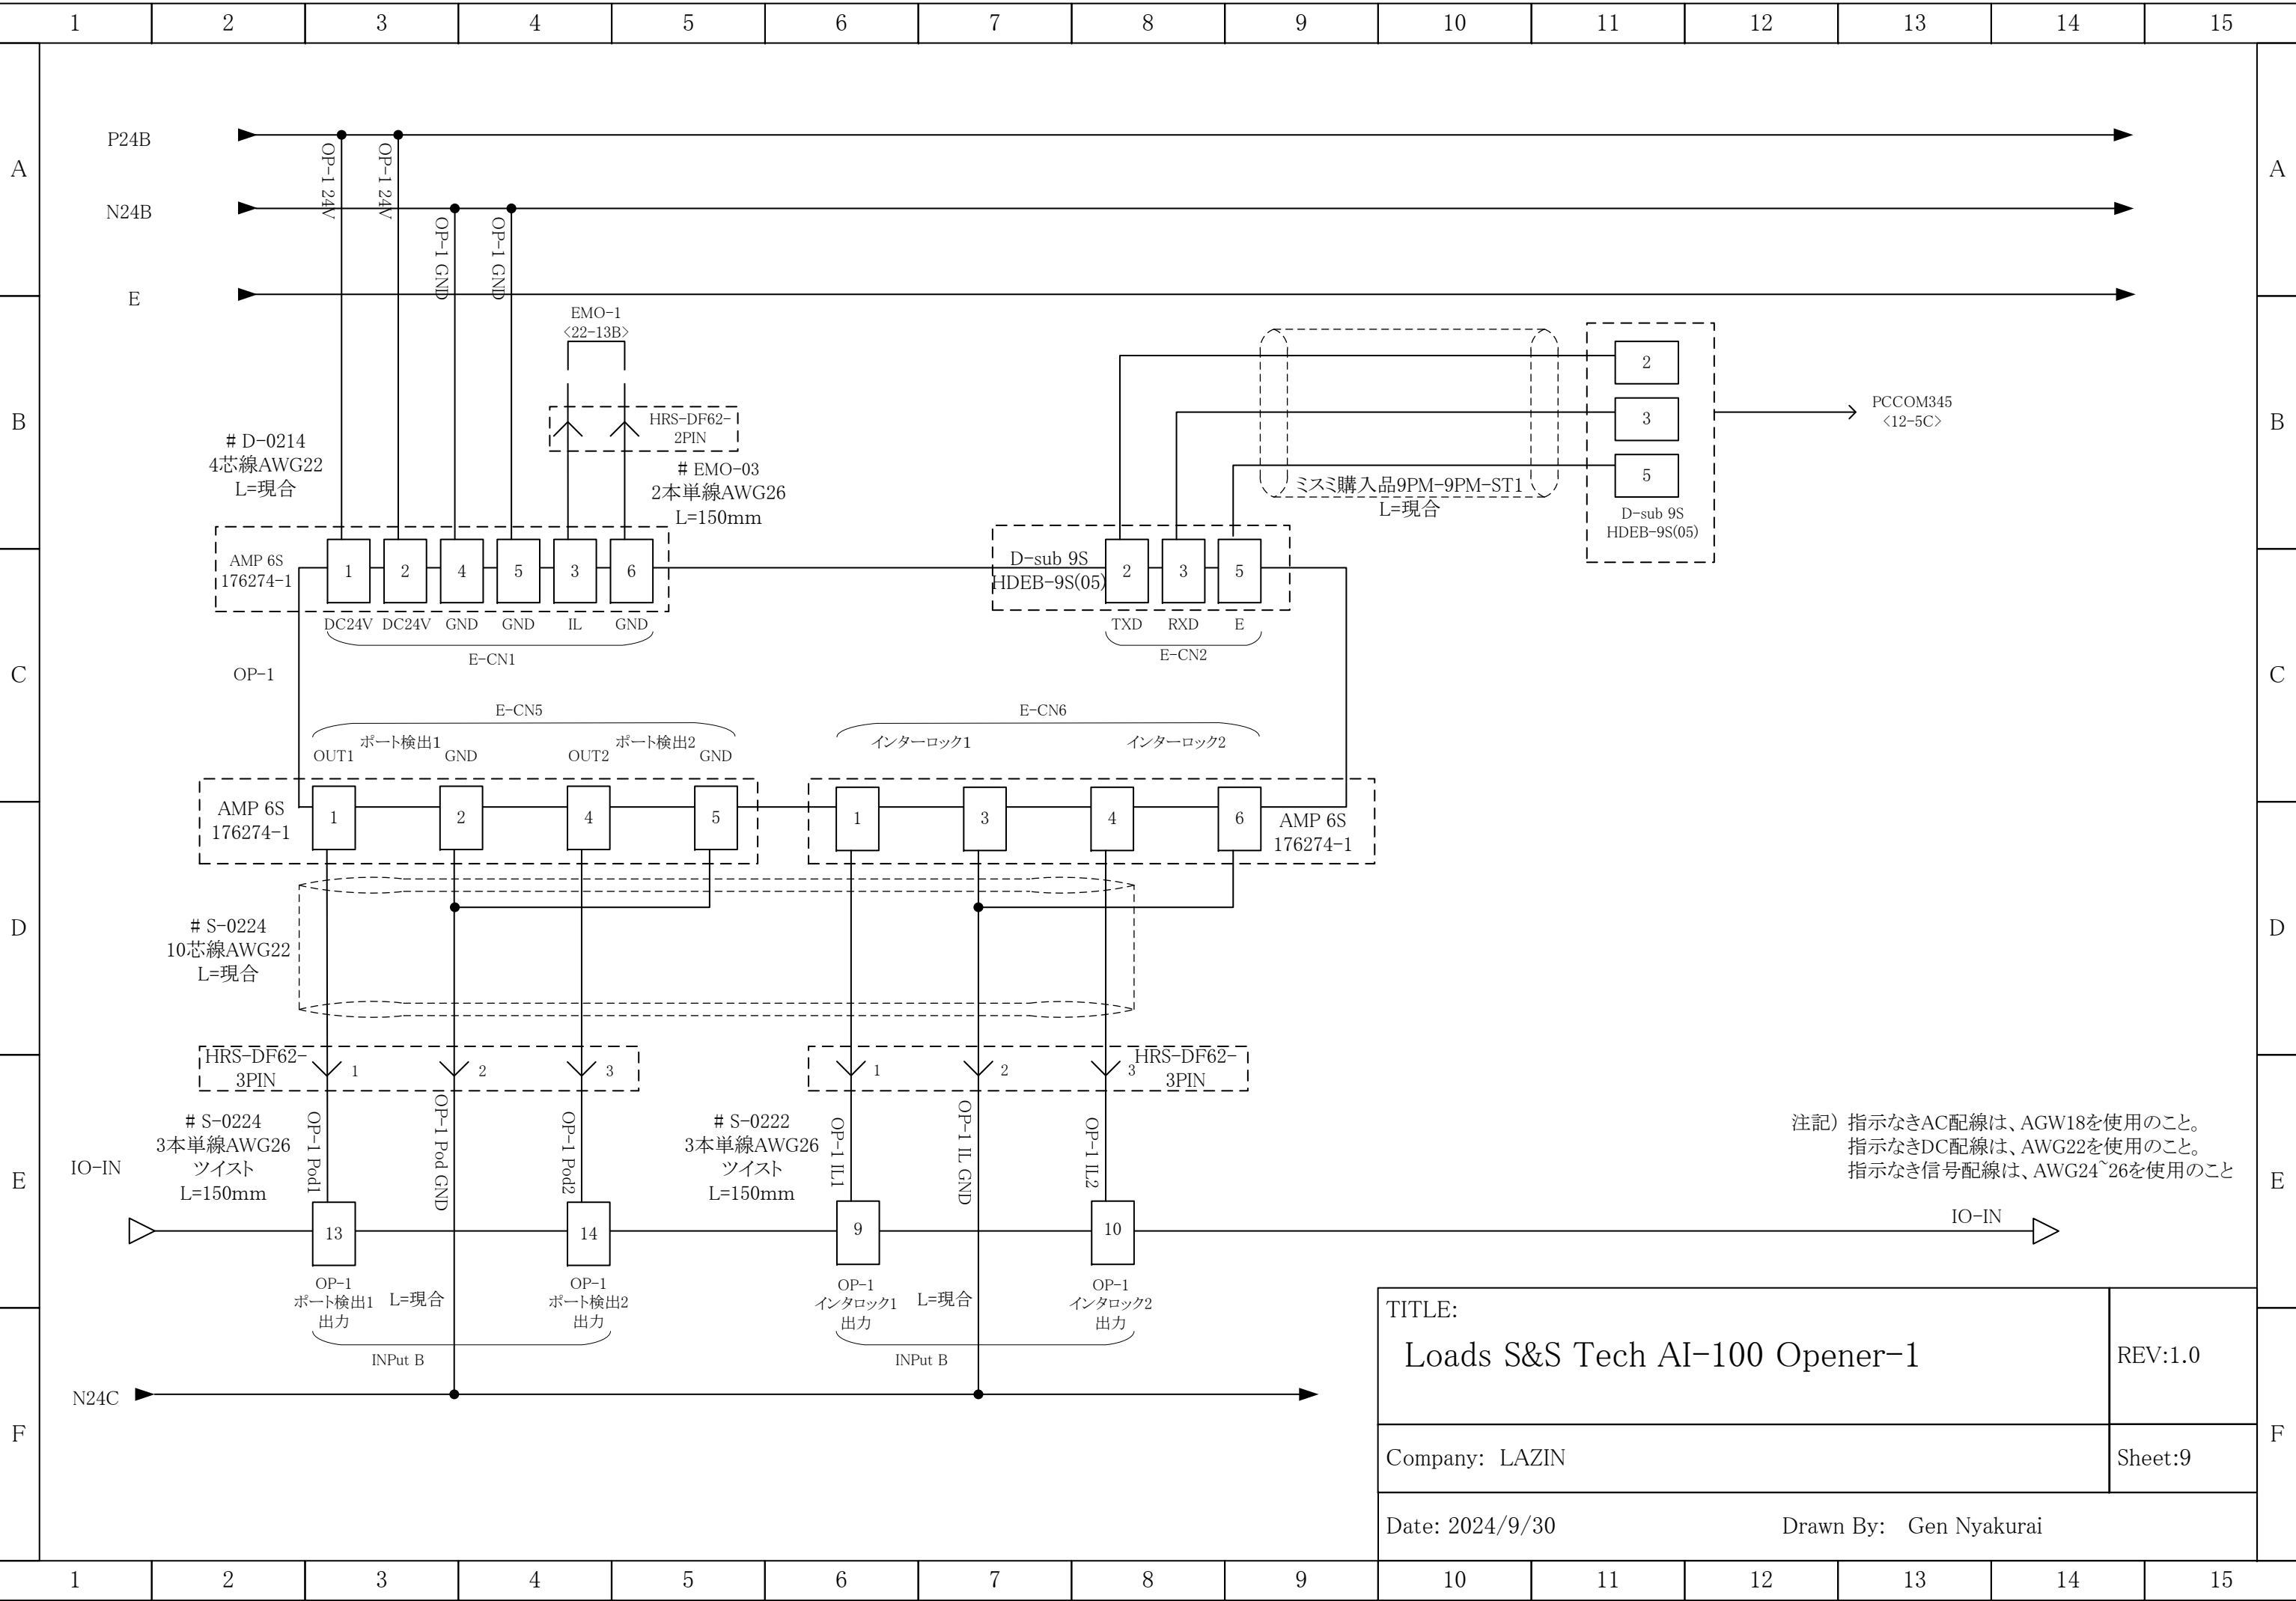 1 2 3 4 5 6 7 8 9 10 11 12 13 14 15
A
A
P24B
OP-1 24V
OP-1 24V
N24B
OP-1 GND
OP-1 GND
E
EMO-1
<22-13B>
B
B
HRS-DF62-
2PIN
# D-0214
4芯線AWG22
L=現合
# EMO-03
2本単線AWG26
L=150mm
2
3
5
D-sub 9S
HDEB-9S(05)
PCCOM345
<12-5C>
ミスミ購入品9PM-9PM-ST1
L=現合
AMP 6S
176274-1
1 2 4 5 3 6
DC24V DC24V GND GND IL GND
E-CN1
D-sub 9S
HDEB-9S(05)
2 3 5
TXD RXD E
E-CN2
C
C
OP-1
E-CN5
ポート検出1 ポート検出2
OUT1 GND OUT2 GND
E-CN6
インターロック1 インターロック2
AMP 6S
176274-1
1 2 4 5
1 3 4 6
AMP 6S
176274-1
D
D
# S-0224
10芯線AWG22
L=現合
HRS-DF62-
3PIN
1 2 3
1 2 3
HRS-DF62-
3PIN
# S-0224
3本単線AWG26
ツイスト
L=150mm
OP-1 Pod1
OP-1 Pod GND
OP-1 Pod2
# S-0222
3本単線AWG26
ツイスト
L=150mm
OP-1 IL1
OP-1 IL GND
OP-1 IL2
注記) 指示なきAC配線は、AGW18を使用のこと。
指示なきDC配線は、AWG22を使用のこと。
指示なき信号配線は、AWG24~26を使用のこと
E
E
IO-IN
IO-IN
13 14 9 10
OP-1
ポート検出1
出力
L=現合
OP-1
ポート検出2
出力
INPut B
OP-1
インタロック1
出力
L=現合
OP-1
インタロック2
出力
INPut B
N24C
F
F
TITLE:
Loads S&S Tech AI-100 Opener-1
REV:1.0
Company: LAZIN
Sheet:9
Date: 2024/9/30 Drawn By: Gen Nyakurai
1 2 3 4 5 6 7 8 9 10 11 12 13 14 15